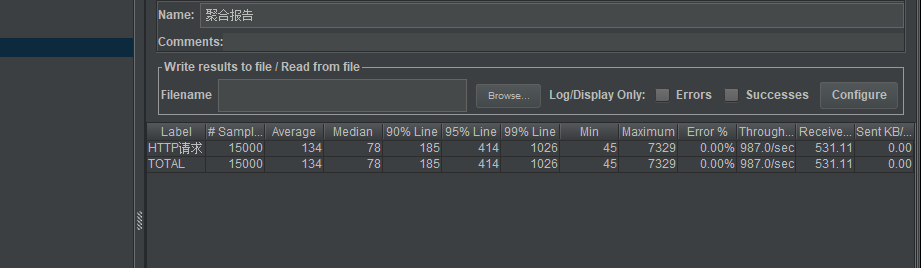 Name: 聚合报告
Comments:
Write results to file / Read from file
Filename Browse... Log/Display Only: Errors Successes Configure
Label # Sampl... Average Median 90% Line 95% Line 99% Line Min Maximum Error % Through... Receive... Sent KB/...
HTTP请求 15000 134 78 185 414 1026 45 7329 0.00% 987.0/sec 531.11 0.00
TOTAL 15000 134 78 185 414 1026 45 7329 0.00% 987.0/sec 531.11 0.00